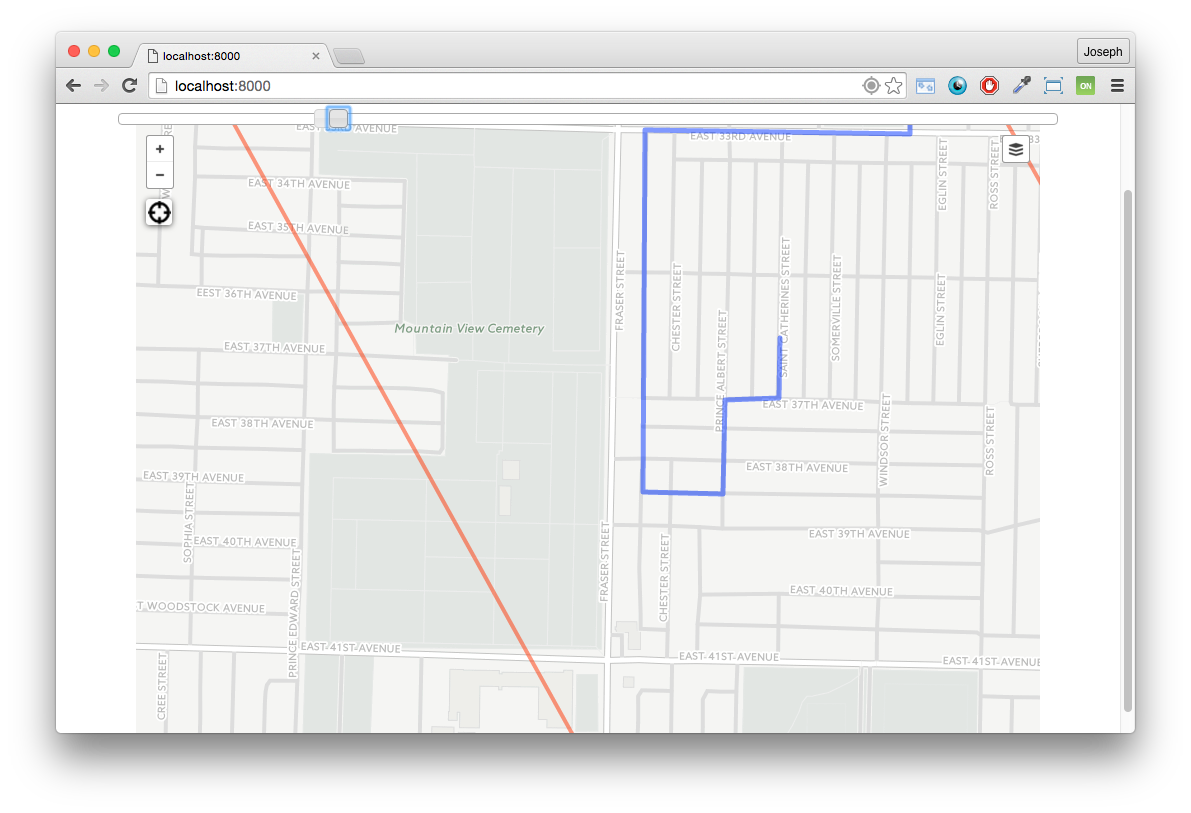 localhost:8000
Joseph
localhost:8000
ON
EAST 33RD AVENUE
+
−
EAST 34TH AVENUE
EAST 35TH AVENUE
EEST 36TH AVENUE
Mountain View Cemetery
EAST 37TH AVENUE
EAST 38TH AVENUE
EAST 39TH AVENUE
SOPHIA STREET
EAST 40TH AVENUE
PRINCE EDWARD STREET
T WOODSTOCK AVENUE
EAST 41ST AVENUE
CREE STREET
FRASER STREET
FRASER STREET
CHESTER STREET
PRINCE ALBERT STREET
SAINT CATHERINES STREET
SOMERVILLE STREET
EGLIN STREET
ROSS STREET
EGLIN STREET
EAST 37TH AVENUE
WINDSOR STREET
ROSS STREET
EAST 38TH AVENUE
EAST 39TH AVENUE
CHESTER STREET
EAST 40TH AVENUE
EAST 41ST AVENUE
EAST 41ST AVENUE